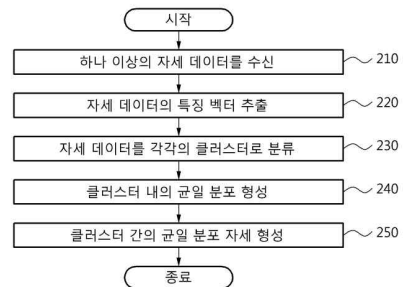 시작
하나 이상의 자세 데이터를 수신 210
자세 데이터의 특징 벡터 추출 220
자세 데이터를 각각의 클러스터로 분류 230
클러스터 내의 균일 분포 형성 240
클러스터 간의 균일 분포 자세 형성 250
종료